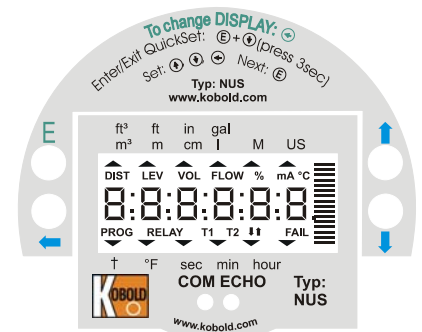 To change DISPLAY:
Enter/Exit QuickSet: E + (press 3sec)
Set: Next: E
Typ: NUS
www.kobold.com
E
ft³ ft in gal
m³ m cm l M US
DIST LEV VOL FLOW % mA °C
8:8:8:8:8:8.
PROG RELAY T1 T2 FAIL
† °F sec min hour
KOBOLD
COM ECHO Typ:
NUS
www.kobold.com